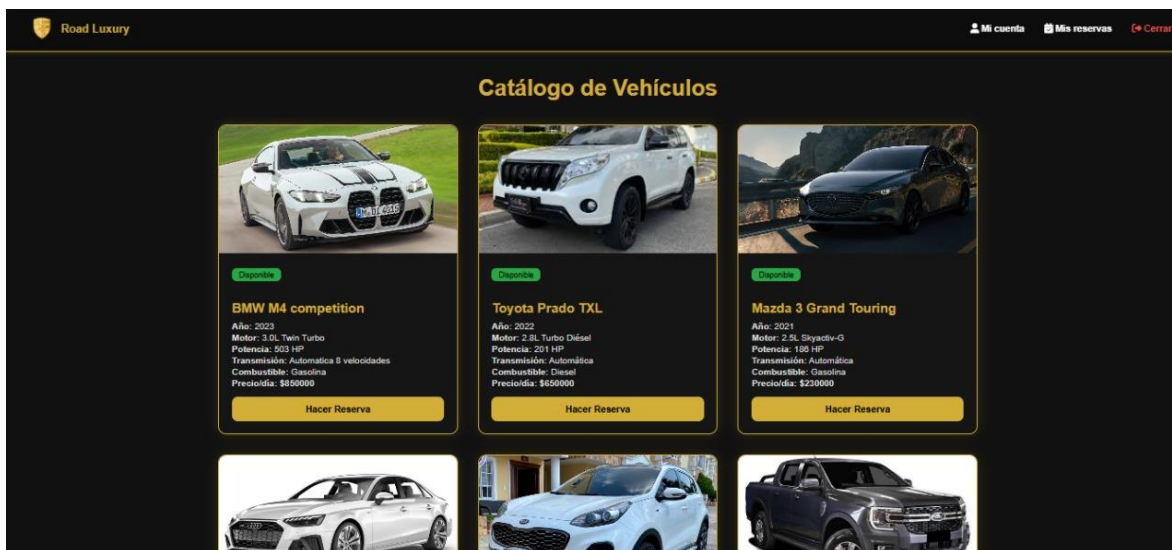 Road Luxury
Mi cuenta
Mis reservas
Cerrar
Catálogo de Vehículos
Disponible
BMW M4 competition
Año: 2023
Motor: 3.0L Twin Turbo
Potencia: 503 HP
Transmisión: Automatica 8 velocidades
Combustible: Gasolina
Precio/día: $850000
Hacer Reserva
Disponible
Toyota Prado TXL
Año: 2022
Motor: 2.8L Turbo Diésel
Potencia: 201 HP
Transmisión: Automática
Combustible: Diesel
Precio/día: $650000
Hacer Reserva
Disponible
Mazda 3 Grand Touring
Año: 2021
Motor: 2.5L Skyactiv-G
Potencia: 186 HP
Transmisión: Automática
Combustible: Gasolina
Precio/día: $230000
Hacer Reserva